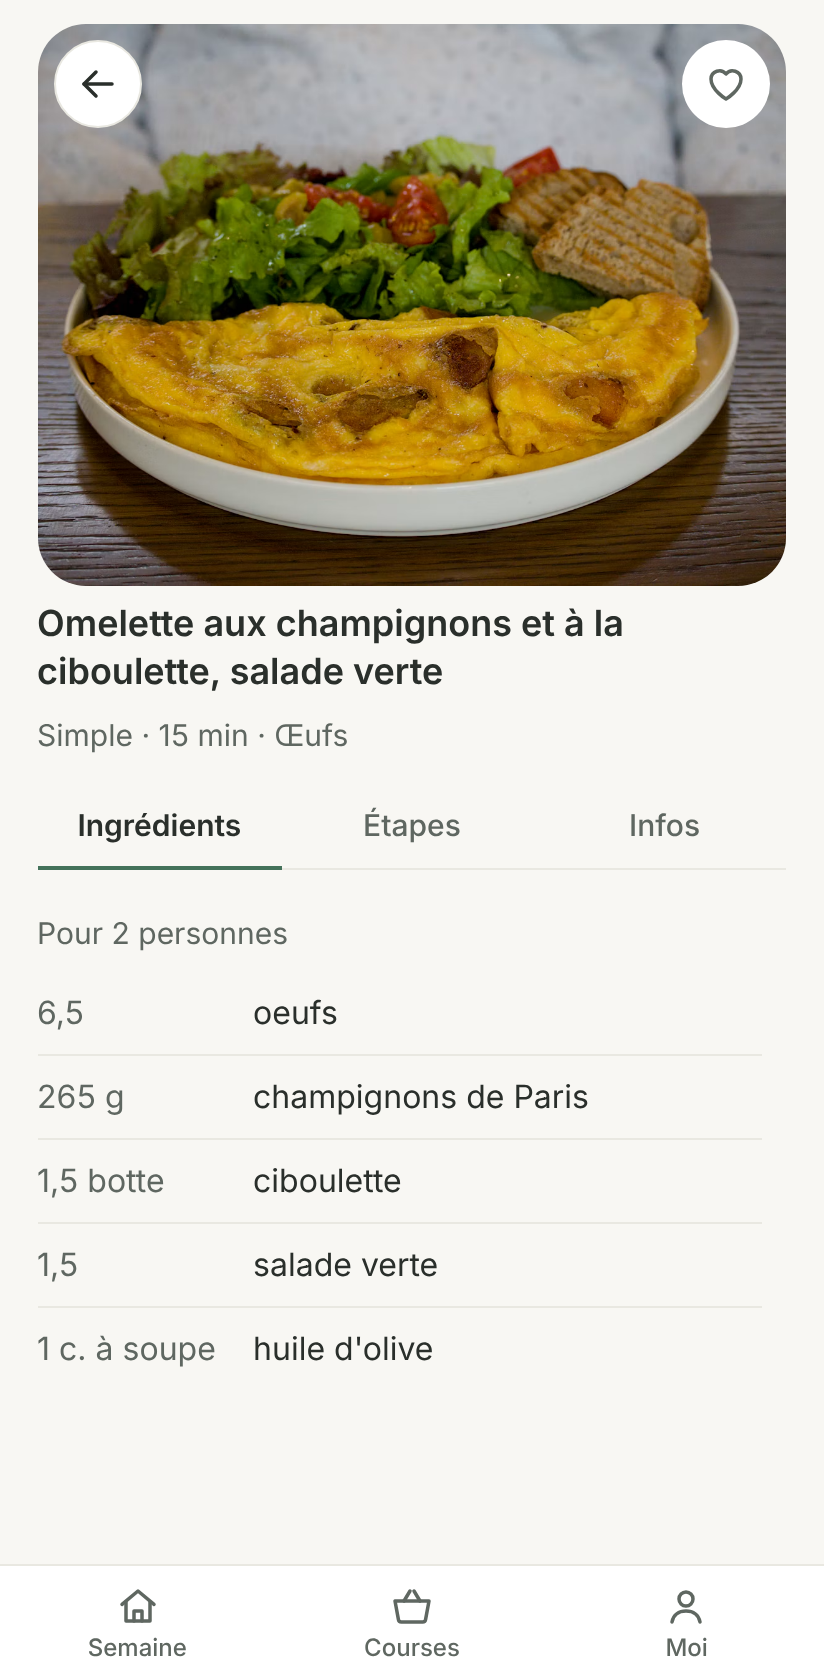 Omelette aux champignons et à la
ciboulette, salade verte
Simple · 15 min · Œufs
Ingrédients
Étapes
Infos
Pour 2 personnes
6,5 oeufs
265 g champignons de Paris
1,5 botte ciboulette
1,5 salade verte
1 c. à soupe huile d'olive
Semaine
Courses
Moi